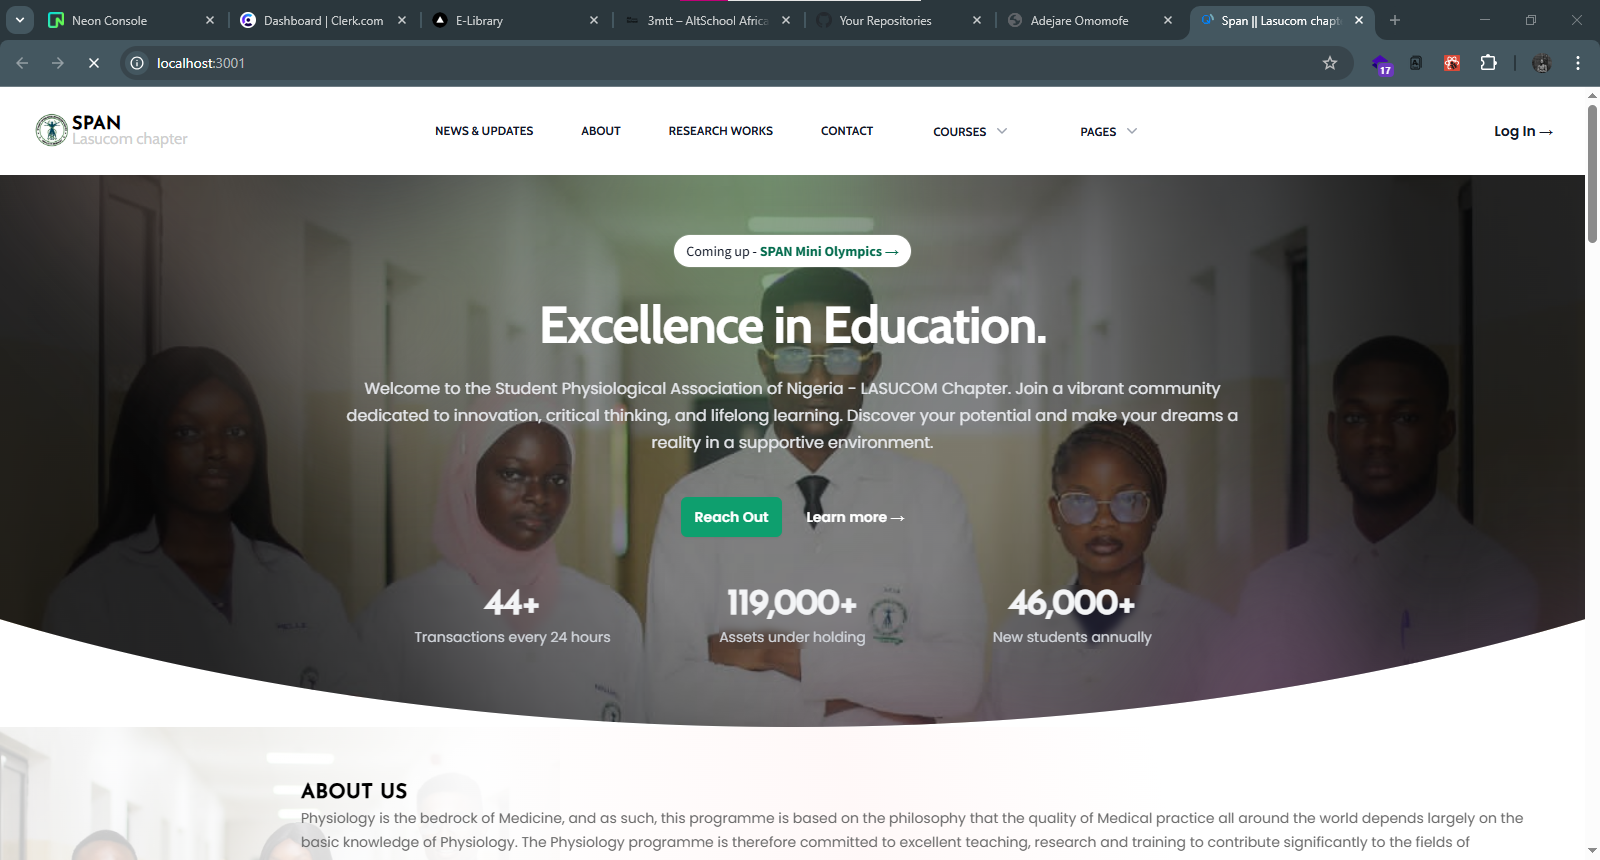 Neon Console
Dashboard | Clerk.com
E-Library
3mtt – AltSchool Africa
Your Repositories
Adejare Omomofe
Span || Lasucom chapt
localhost:3001
17
SPAN
Lasucom chapter
NEWS & UPDATES
ABOUT
RESEARCH WORKS
CONTACT
COURSES
PAGES
Log In →
Coming up - SPAN Mini Olympics →
Excellence in Education.
Welcome to the Student Physiological Association of Nigeria - LASUCOM Chapter. Join a vibrant community
dedicated to innovation, critical thinking, and lifelong learning. Discover your potential and make your dreams a
reality in a supportive environment.
Reach Out
Learn more →
44+
Transactions every 24 hours
119,000+
Assets under holding
46,000+
New students annually
ABOUT US
Physiology is the bedrock of Medicine, and as such, this programme is based on the philosophy that the quality of Medical practice all around the world depends largely on the
basic knowledge of Physiology. The Physiology programme is therefore committed to excellent teaching, research and training to contribute significantly to the fields of